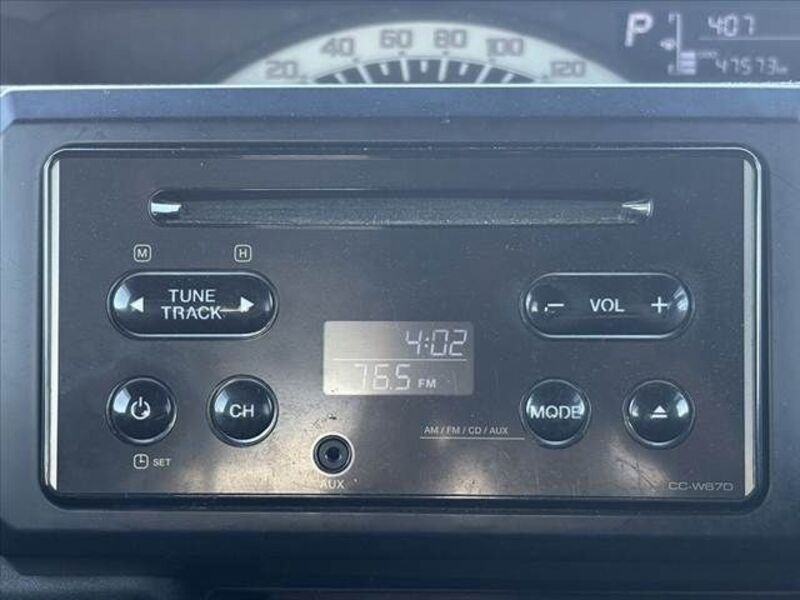 20 40 60 80 100 120
P 407
47573
M H
TUNE
TRACK
- VOL +
4:02
76.5 FM
CH
MODE
AM / FM / CD / AUX
SET
AUX
CC-W67D